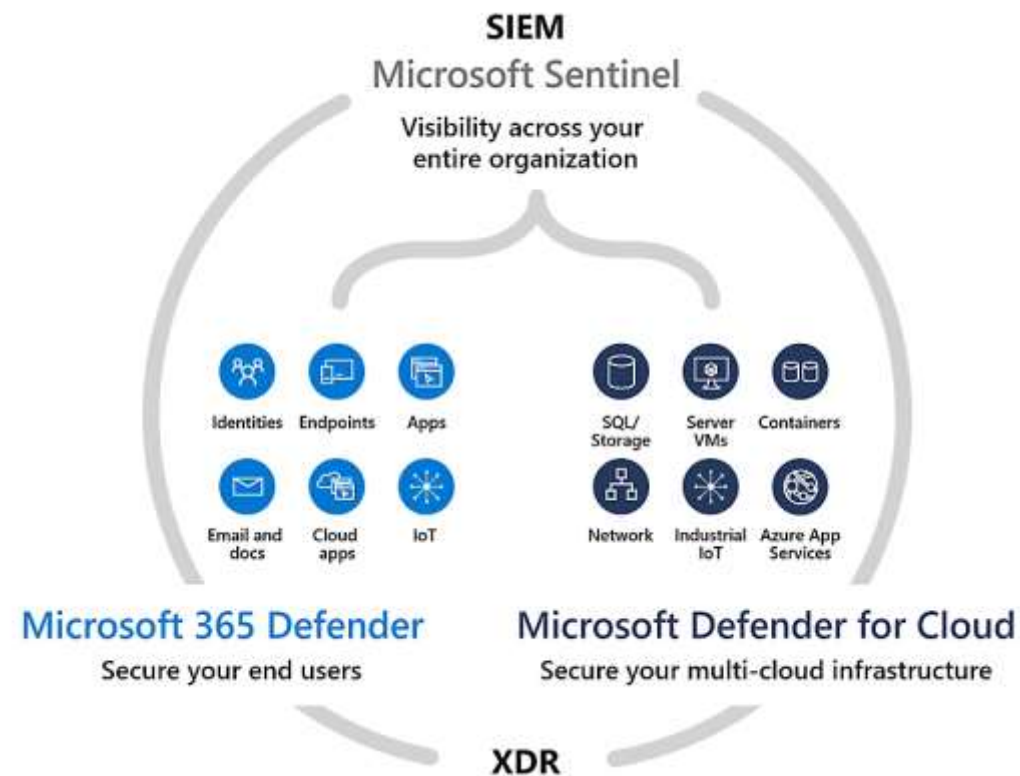 SIEM
Microsoft Sentinel
Visibility across your
entire organization
Identities
Endpoints
Apps
Email and
docs
Cloud
apps
IoT
SQL/
Storage
Server
VMs
Containers
Network
Industrial
IoT
Azure App
Services
Microsoft 365 Defender
Secure your end users
Microsoft Defender for Cloud
Secure your multi-cloud infrastructure
XDR